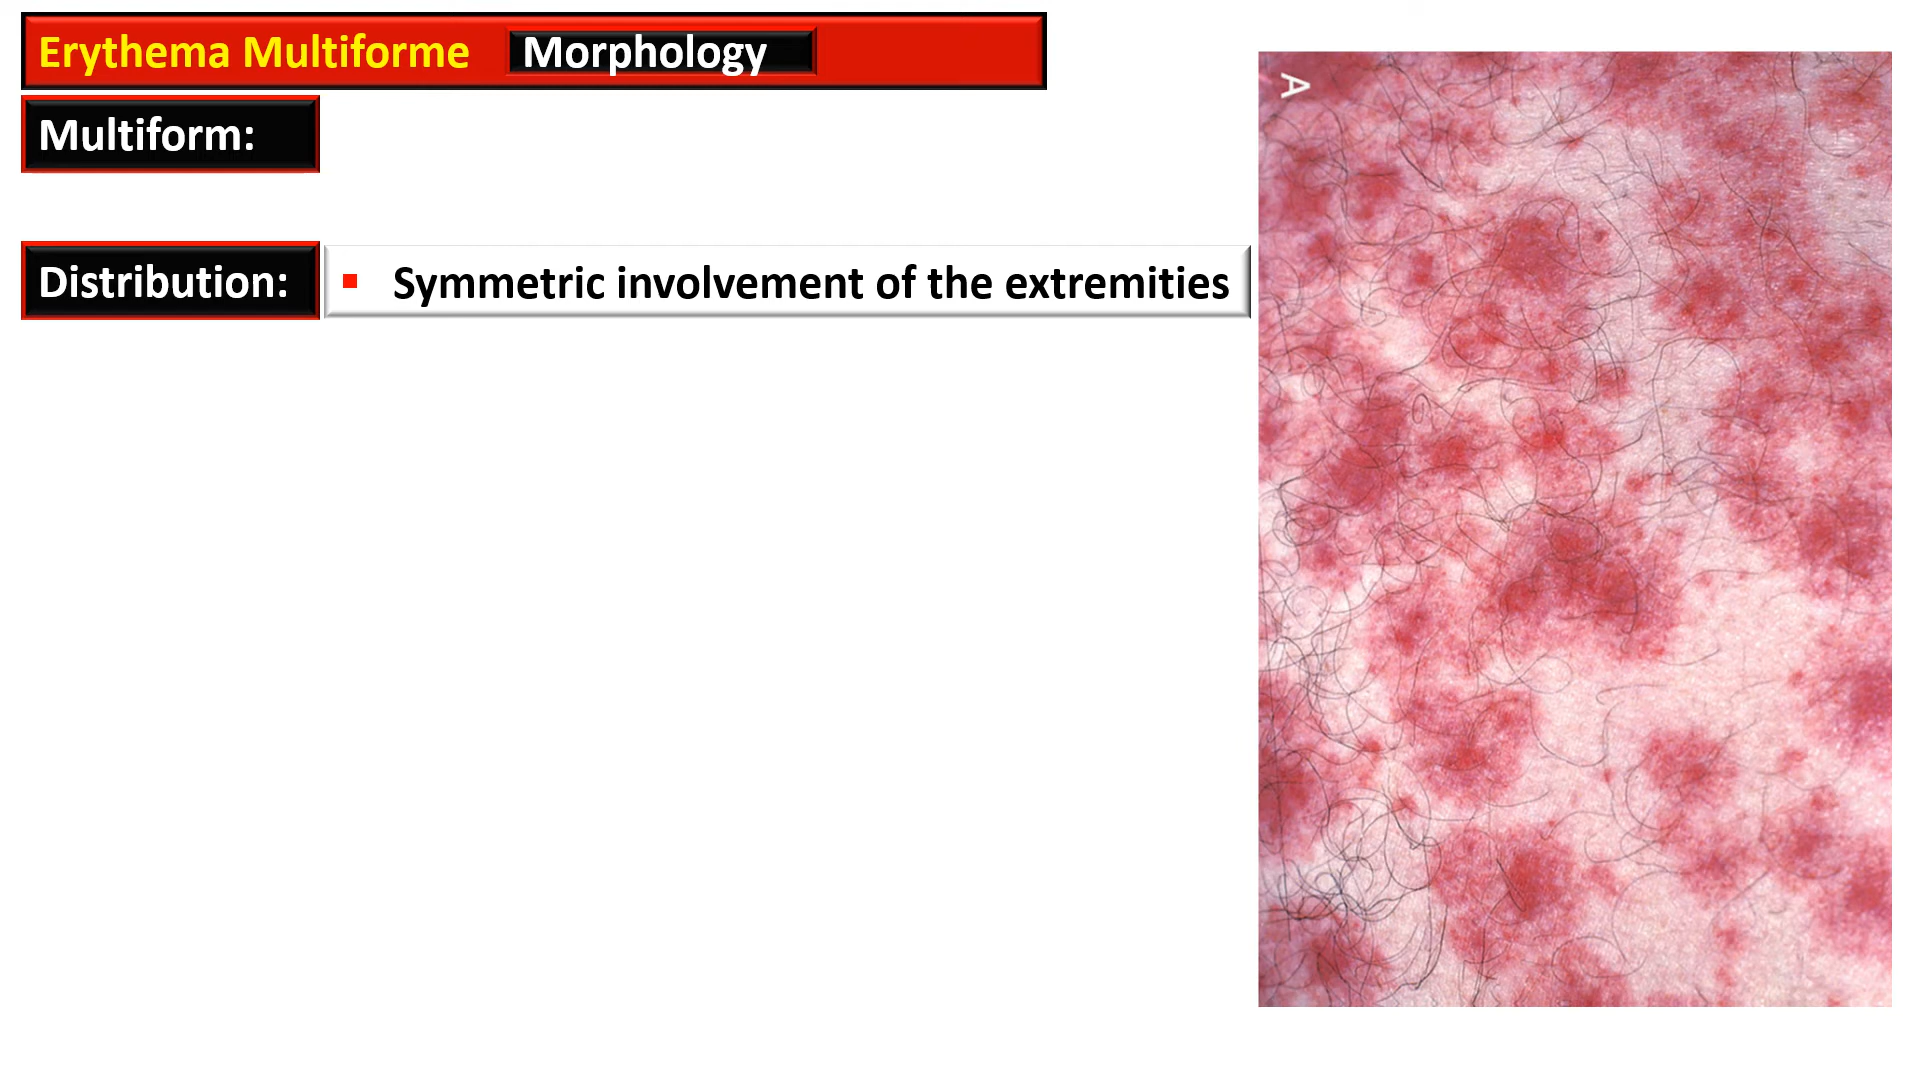 Erythema Multiforme Morphology
Multiform:
Distribution: ▪ Symmetric involvement of the extremities
A